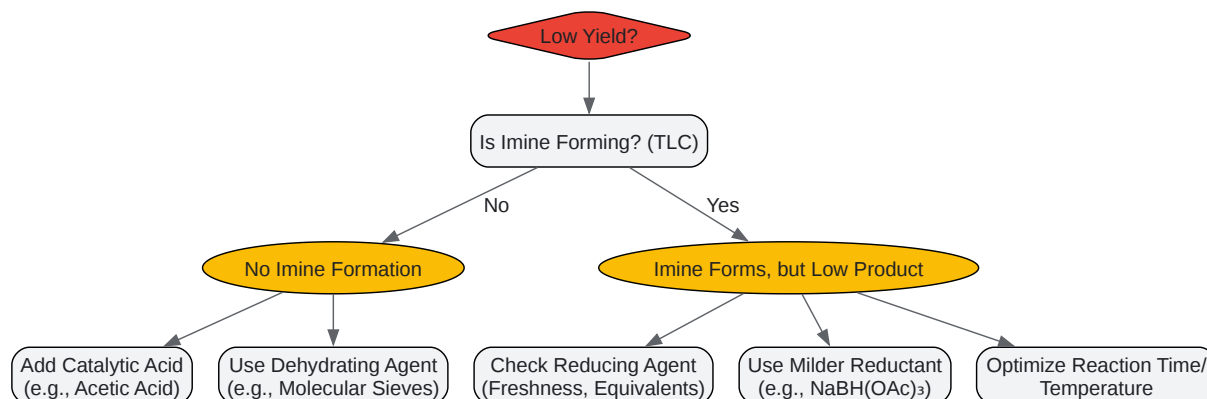 Low Yield?
Is Imine Forming? (TLC)
No
Yes
No Imine Formation
Imine Forms, but Low Product
Add Catalytic Acid
(e.g., Acetic Acid)
Use Dehydrating Agent
(e.g., Molecular Sieves)
Check Reducing Agent
(Freshness, Equivalents)
Use Milder Reductant
(e.g., NaBH(OAc)₃)
Optimize Reaction Time/
Temperature